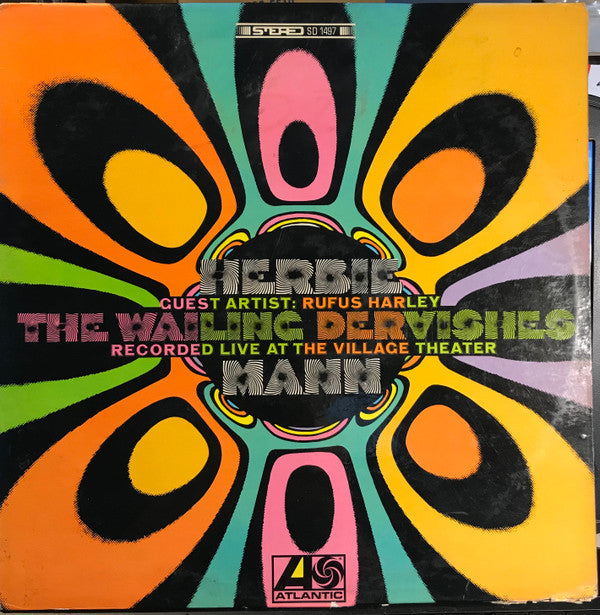 STEREO SD 1497
HERBIE
GUEST ARTIST: RUFUS HARLEY
THE WAILING DERVISHES
RECORDED LIVE AT THE VILLAGE THEATER
MANN
ATLANTIC